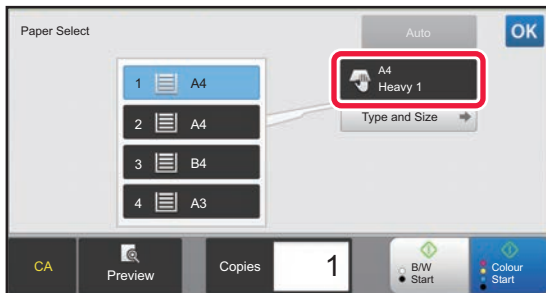 Paper Select
Auto
OK
1 A4
A4
Heavy 1
2 A4
Type and Size
3 B4
4 A3
CA
Preview
Copies
1
B/W
Start
Colour
Start